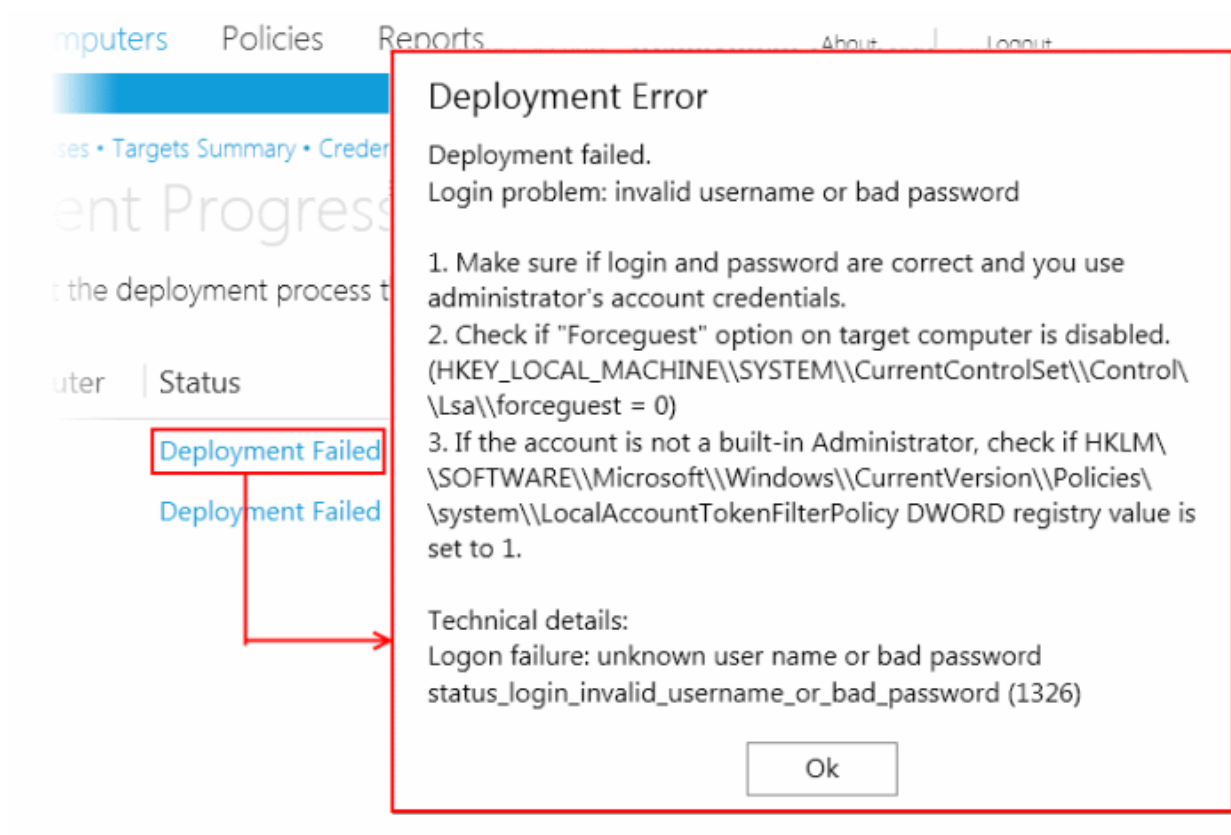 Policies Reports
Deployment Error
Deployment failed.
Login problem: invalid username or bad password
1. Make sure if login and password are correct and you use
administrator's account credentials.
2. Check if "Forceguest" option on target computer is disabled.
(HKEY_LOCAL_MACHINE\\SYSTEM\\CurrentControlSet\\Control\
\Lsa\\forceguest = 0)
3. If the account is not a built-in Administrator, check if HKLM\
\SOFTWARE\\Microsoft\\Windows\\CurrentVersion\\Policies\
\system\\LocalAccountTokenFilterPolicy DWORD registry value is
set to 1.
Technical details:
Logon failure: unknown user name or bad password
status_login_invalid_username_or_bad_password (1326)
Ok
mputers
About
Logout
ses • Targets Summary • Creder
ent Progress
the deployment process t
uter Status
Deployment Failed
Deployment Failed